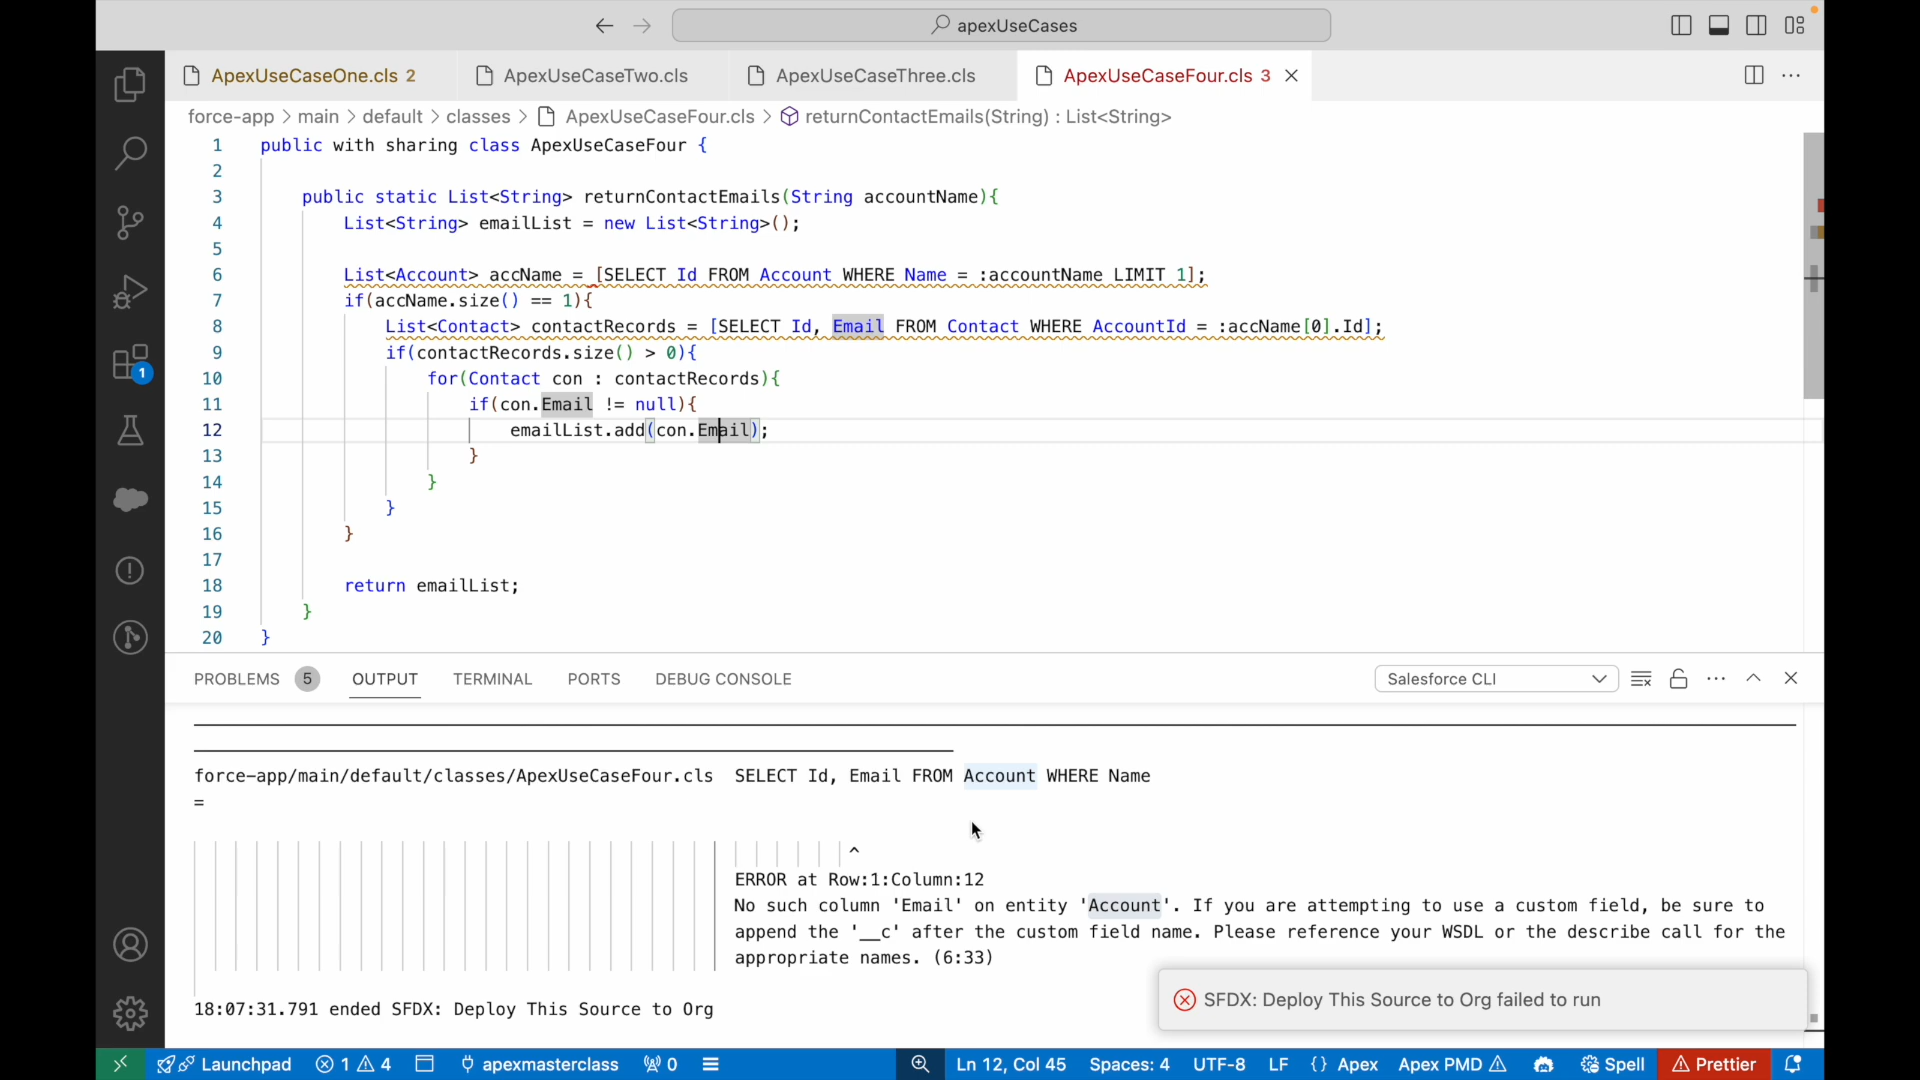 apexUseCases
ApexUseCaseOne.cls 2 ApexUseCaseTwo.cls ApexUseCaseThree.cls ApexUseCaseFour.cls 3
force-app > main > default > classes > ApexUseCaseFour.cls > returnContactEmails(String) : List<String>
1 public with sharing class ApexUseCaseFour {
2
3 public static List<String> returnContactEmails(String accountName){
4 List<String> emailList = new List<String>();
5
6 List<Account> accName = [SELECT Id FROM Account WHERE Name = :accountName LIMIT 1];
7 if(accName.size() == 1){
8 List<Contact> contactRecords = [SELECT Id, Email FROM Contact WHERE AccountId = :accName[0].Id];
9 if(contactRecords.size() > 0){
10 for(Contact con : contactRecords){
11 if(con.Email != null){
12 emailList.add(con.Email);
13 }
14 }
15 }
16 }
17
18 return emailList;
19 }
20 }
PROBLEMS 5 OUTPUT TERMINAL PORTS DEBUG CONSOLE Salesforce CLI
force-app/main/default/classes/ApexUseCaseFour.cls SELECT Id, Email FROM Account WHERE Name
=
^
ERROR at Row:1:Column:12
No such column 'Email' on entity 'Account'. If you are attempting to use a custom field, be sure to
append the '__c' after the custom field name. Please reference your WSDL or the describe call for the
appropriate names. (6:33)
SFDX: Deploy This Source to Org failed to run
18:07:31.791 ended SFDX: Deploy This Source to Org
Launchpad 1 4 apexmasterclass 0 Ln 12, Col 45 Spaces: 4 UTF-8 LF {} Apex Apex PMD Spell Prettier
1